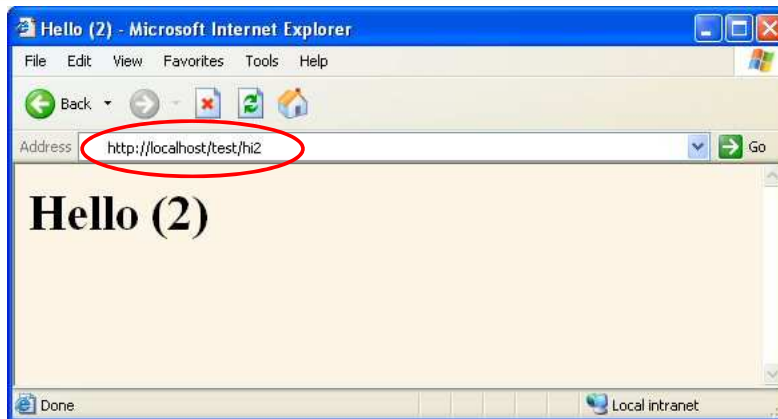 Hello (2) - Microsoft Internet Explorer
File Edit View Favorites Tools Help
Back
Address http://localhost/test/hi2 Go
Hello (2)
Done Local intranet